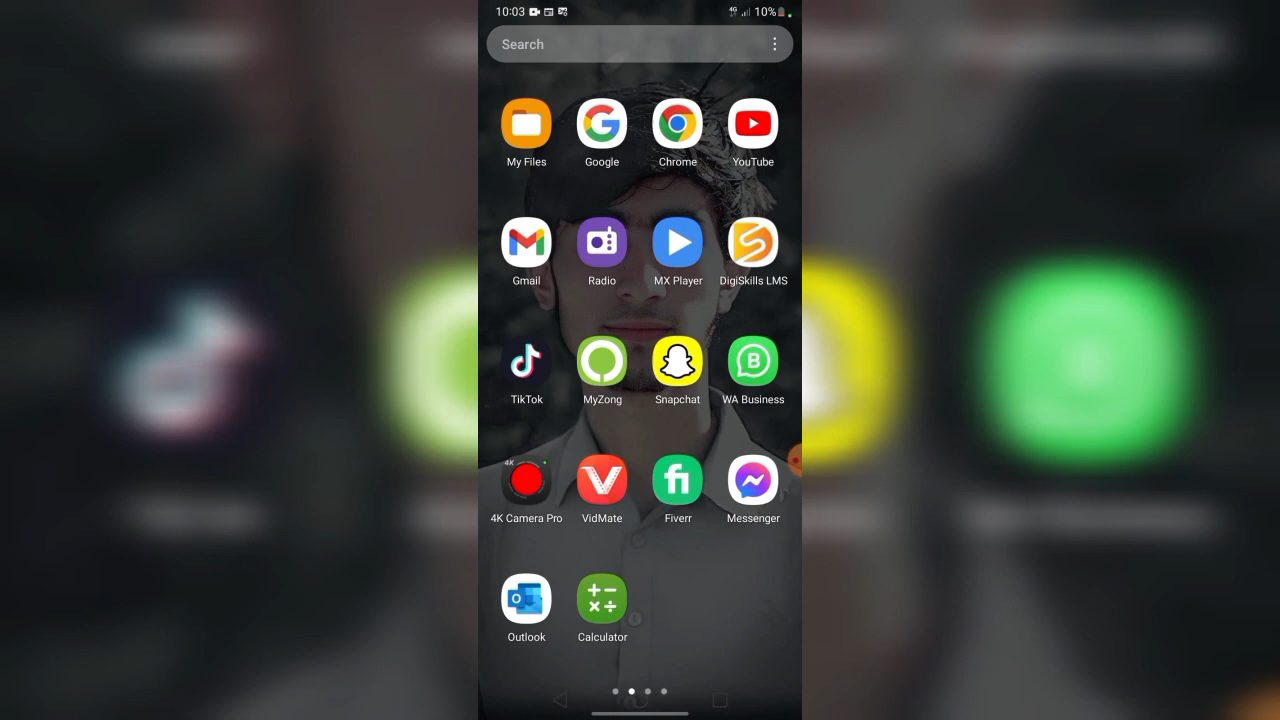 10:03 4G 10%
Search
My Files Google Chrome YouTube
Gmail Radio MX Player DigiSkills LMS
TikTok MyZong Snapchat WA Business
4K
4K Camera Pro VidMate Fiverr Messenger
Outlook Calculator